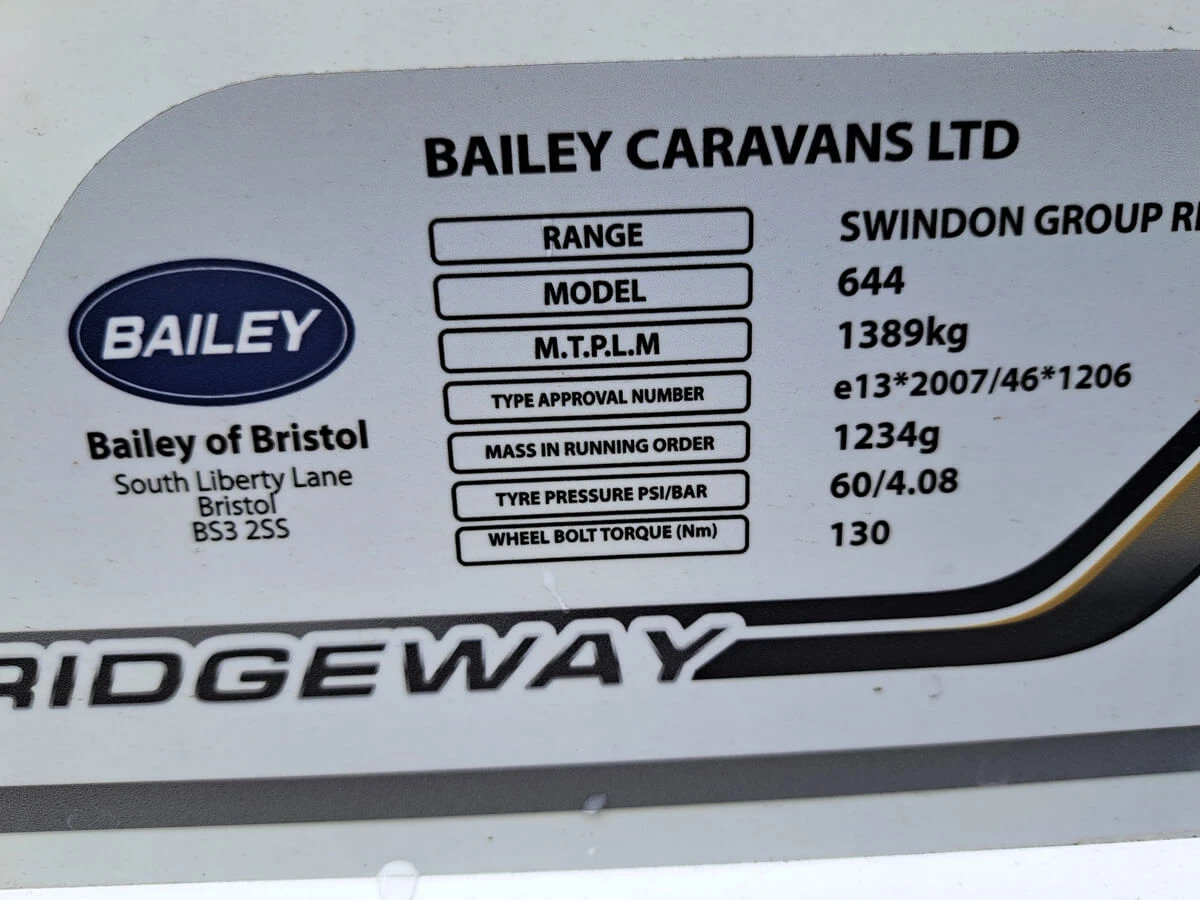 BAILEY CARAVANS LTD
RANGE SWINDON GROUP RI
MODEL 644
M.T.P.L.M 1389kg
TYPE APPROVAL NUMBER e13*2007/46*1206
MASS IN RUNNING ORDER 1234g
TYRE PRESSURE PSI/BAR 60/4.08
WHEEL BOLT TORQUE (Nm) 130
BAILEY
Bailey of Bristol
South Liberty Lane
Bristol
BS3 2SS
RIDGEWAY